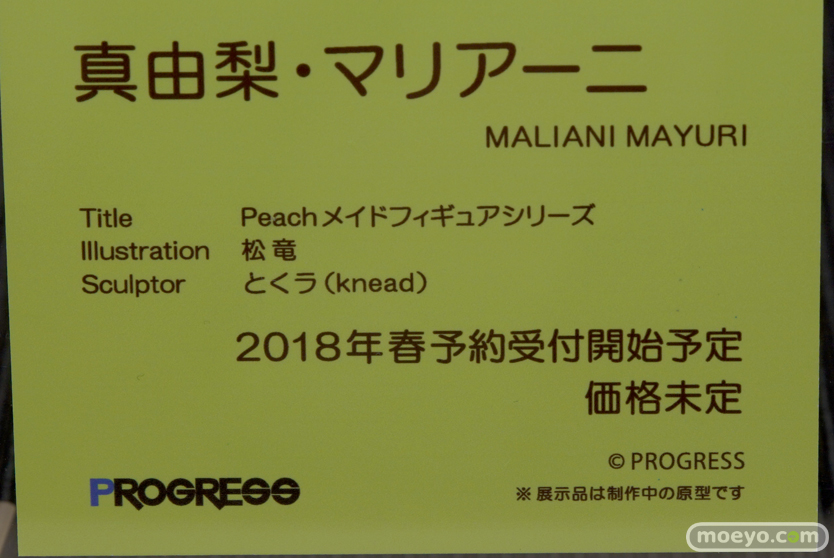 真由梨・マリアーニ
MALIANI MAYURI
Title Peachメイドフィギュアシリーズ
Illustration 松竜
Sculptor とくラ（knead）
2018年春予約受付開始予定
価格未定
© PROGRESS
PROGRESS
※展示品は制作中の原型です
moeyo.com